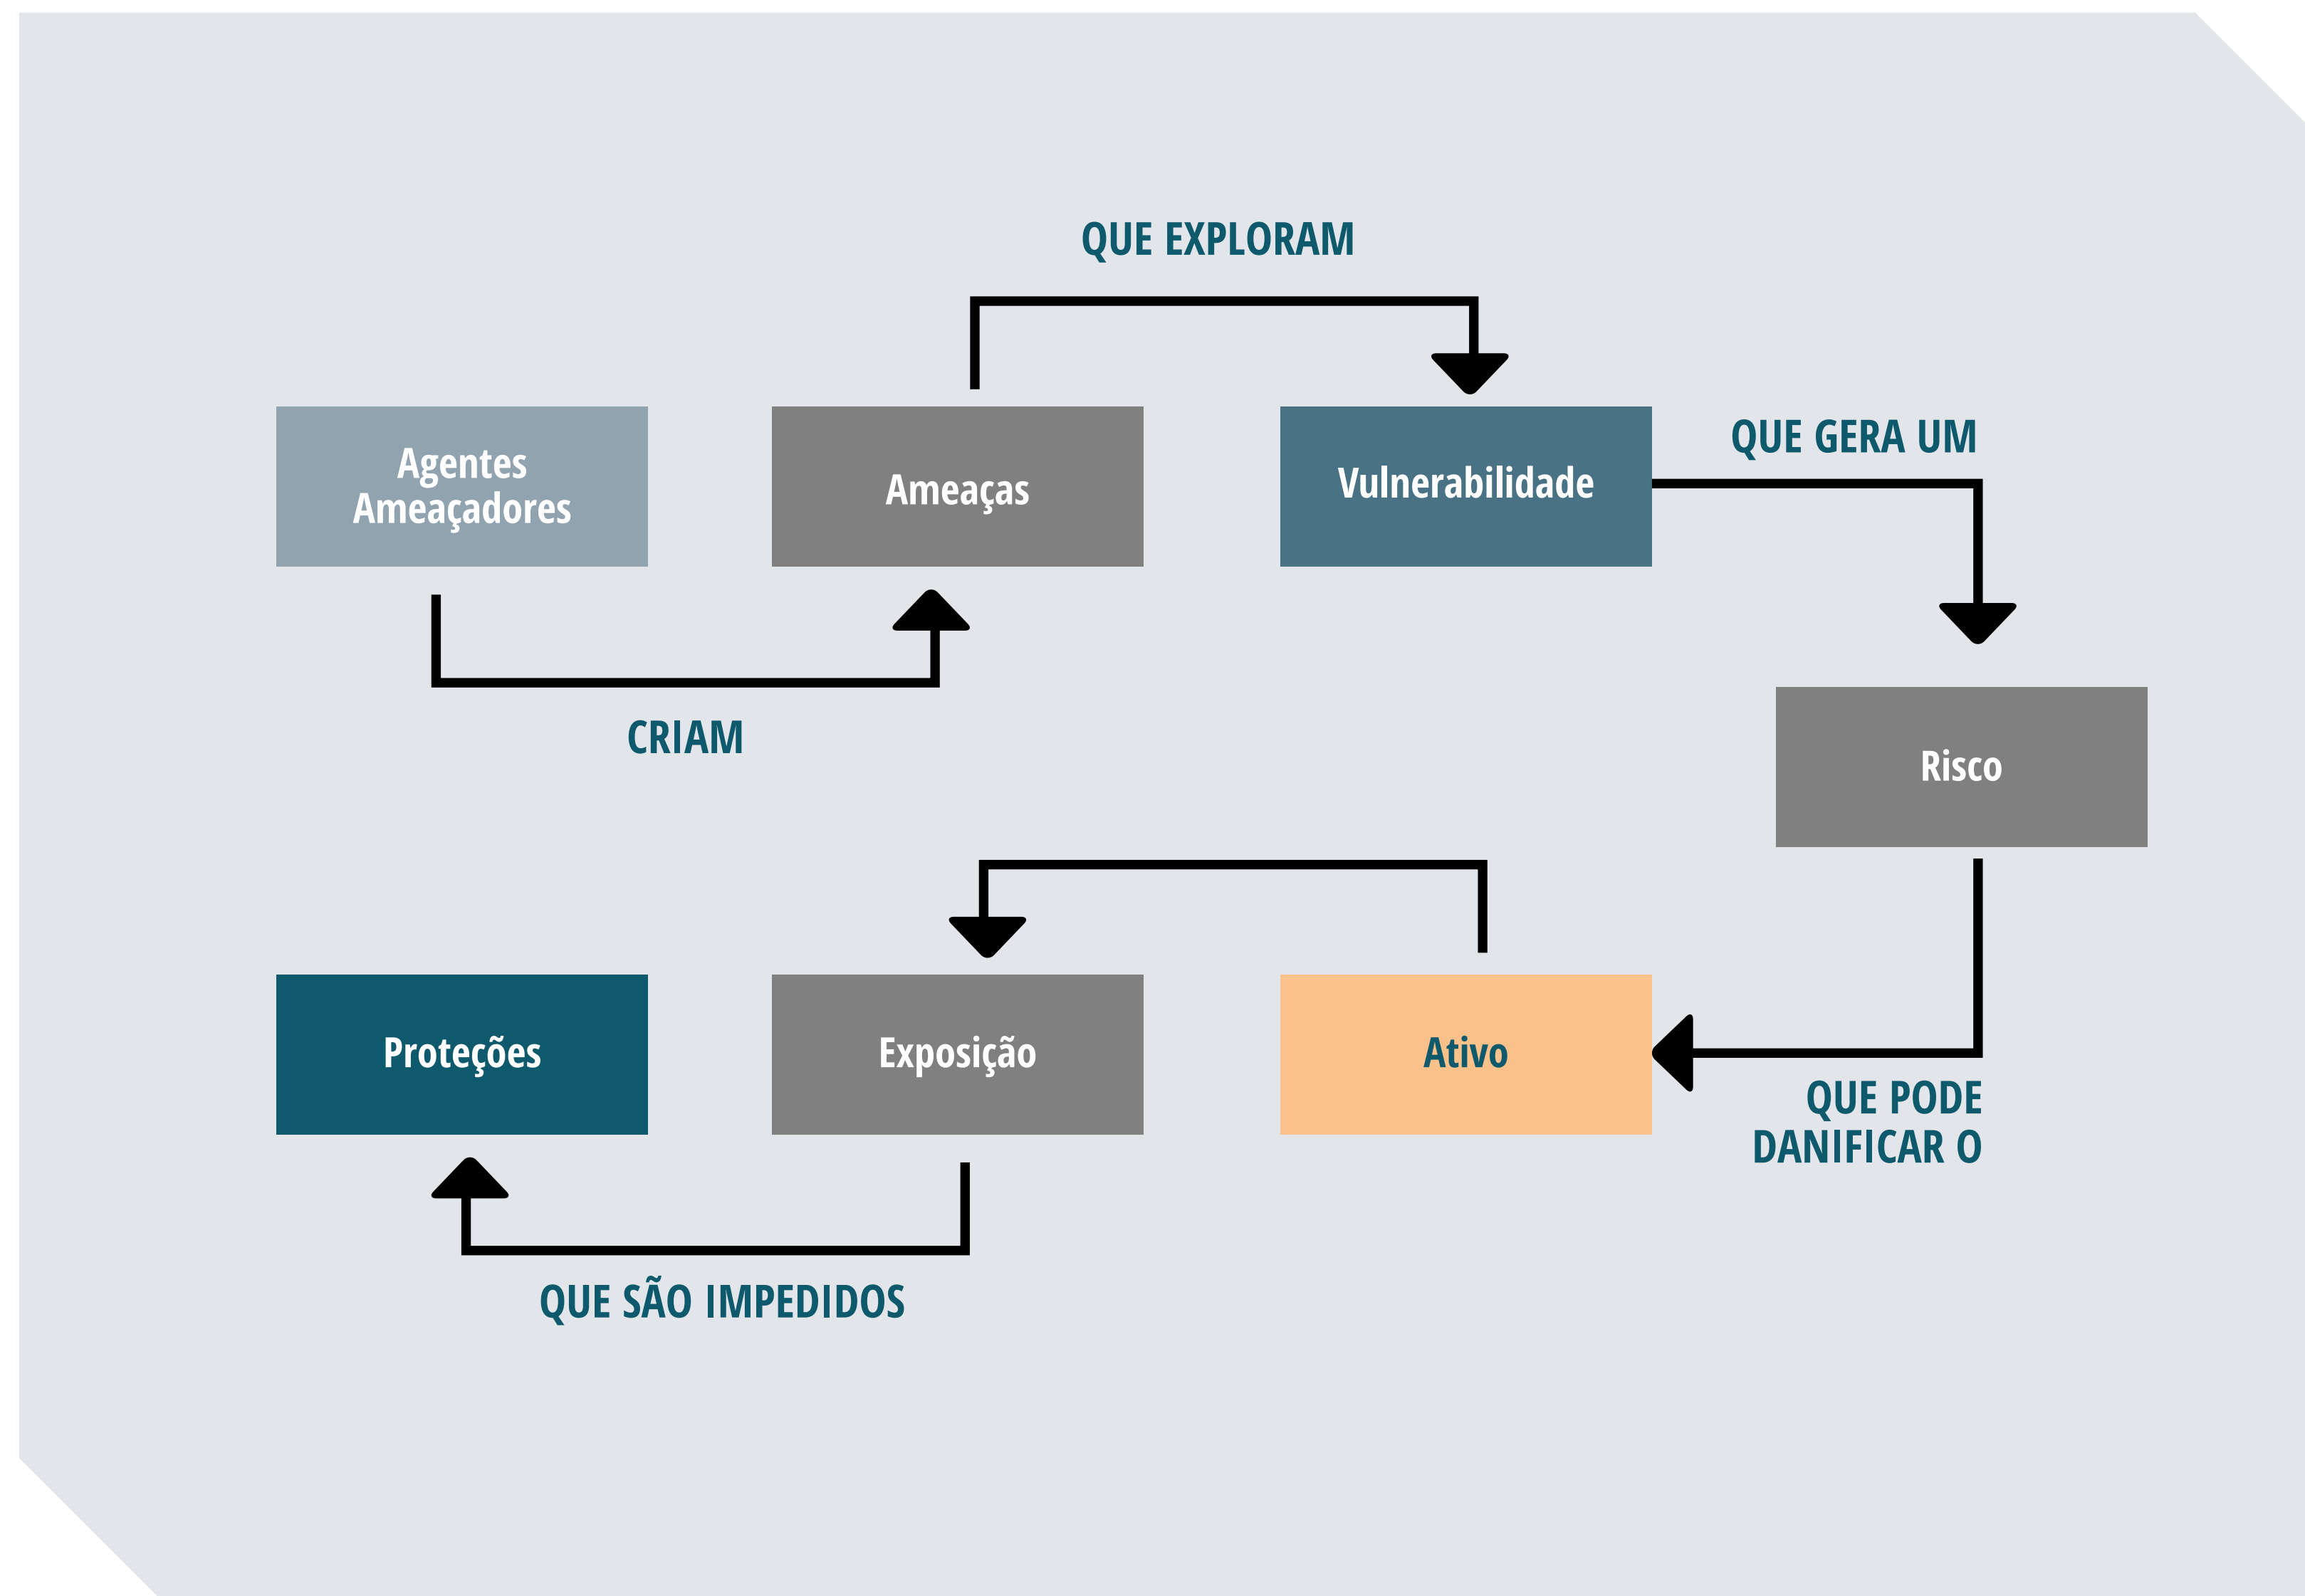 QUE EXPLORAM
Agentes
Ameaçadores
Ameaças
Vulnerabilidade
QUE GERA UM
CRIAM
Risco
Proteções
Exposição
Ativo
QUE PODE
DANIFICAR O
QUE SÃO IMPEDIDOS